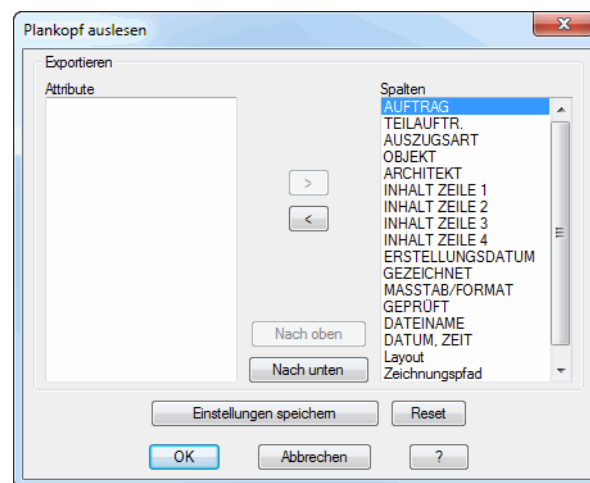 Plankopf auslesen
Exportieren
Attribute
Spalten
AUFTRAG
TEILAUFTR.
AUSZUGSART
OBJEKT
ARCHITEKT
INHALT ZEILE 1
INHALT ZEILE 2
INHALT ZEILE 3
INHALT ZEILE 4
ERSTELLUNGSDATUM
GEZEICHNET
MASSTAB/FORMAT
GEPRÜFT
DATEINAME
DATUM, ZEIT
Layout
Zeichnungspfad
>
<
Nach oben
Nach unten
Einstellungen speichern
Reset
OK
Abbrechen
?